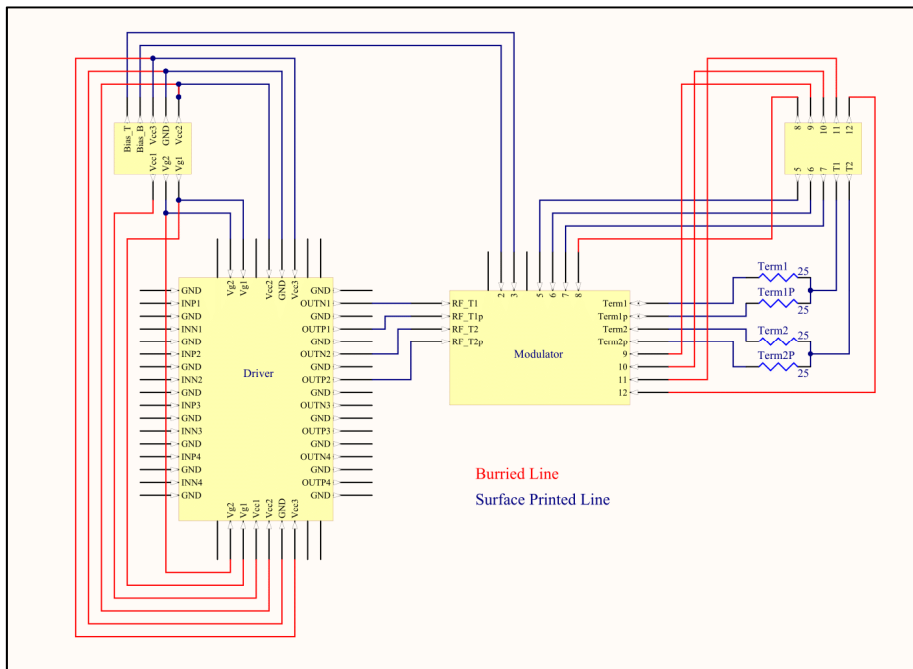 Bias_T
Bias_B
Vcc3
GND
Vcc2
Vcc1
Vg2
Vg1
8
9
10
11
12
5
6
7
T1
T2
Vg2
Vg1
Vcc2
GND
Vcc3
GND
INP1
GND
INN1
GND
INP2
GND
INN2
GND
INP3
GND
INN3
GND
INP4
GND
INN4
GND
Driver
GND
OUTN1
GND
OUTP1
GND
OUTN2
GND
OUTP2
GND
OUTN3
GND
OUTP3
GND
OUTN4
GND
OUTP4
GND
Vg2
Vg1
Vcc1
Vcc2
GND
Vcc3
2
3
5
6
7
8
RF_T1
RF_T1p
RF_T2
RF_T2p
Modulator
Term1
Term1p
Term2
Term2p
9
10
11
12
Term1
25
Term1P
25
Term2
25
Term2P
25
Burried Line
Surface Printed Line